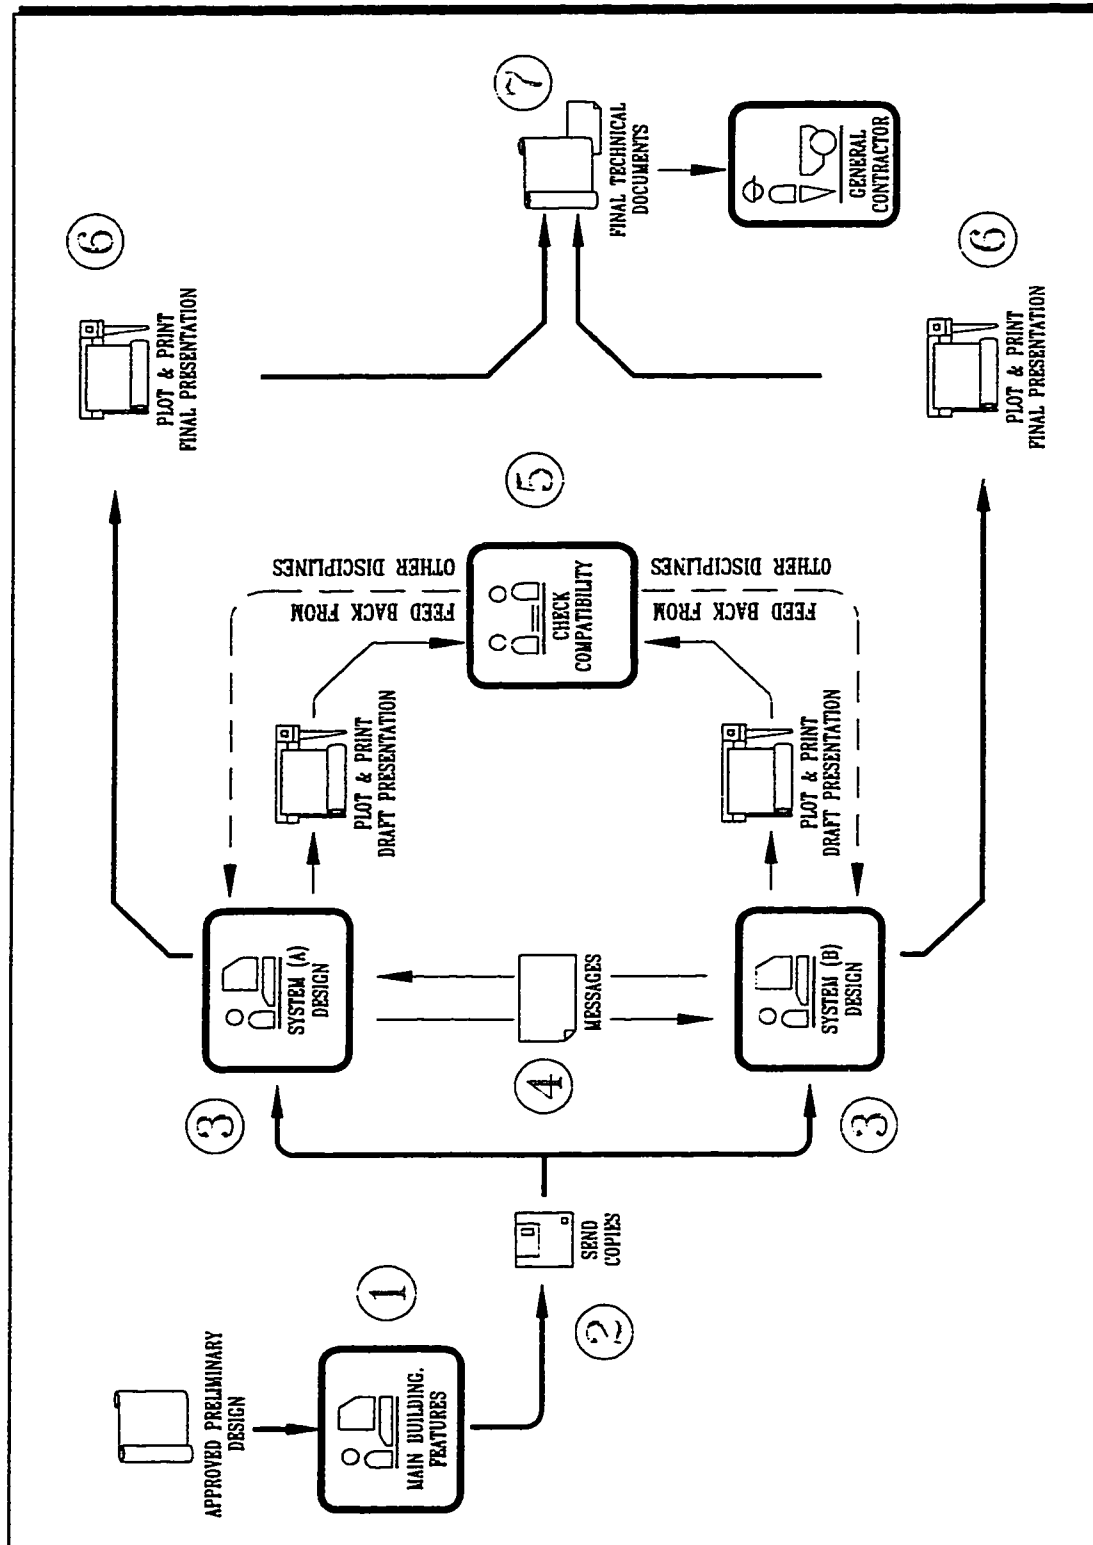 APPROVED PRELIMINARY
DESIGN
1
MAIN BUILDING.
FEATURES
2
SEND
COPIES
3
SYSTEM (A)
DESIGN
4
MESSAGES
3
SYSTEM (B)
DESIGN
PLOT & PRINT
DRAFT PRESENTATION
PLOT & PRINT
DRAFT PRESENTATION
OTHER DISCIPLINES
FEED BACK FROM
5
CHECK
COMPATIBILITY
OTHER DISCIPLINES
FEED BACK FROM
6
PLOT & PRINT
FINAL PRESENTATION
6
PLOT & PRINT
FINAL PRESENTATION
7
FINAL TECHNICAL
DOCUMENTS
GENERAL
CONTRACTOR